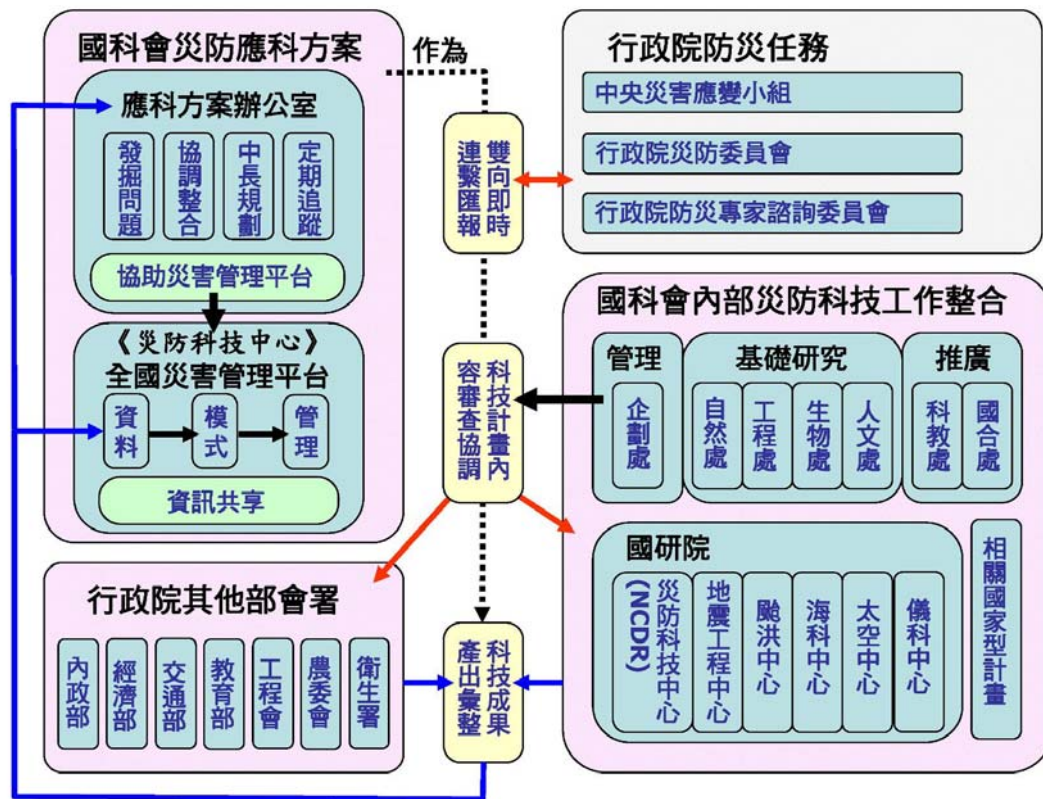 國科會災防應科方案
應科方案辦公室
發掘問題
協調整合
中長規劃
定期追蹤
協助災害管理平台
《災防科技中心》
全國災害管理平台
資料
模式
管理
資訊共享
作為
雙向即時
連繫匯報
科技計畫內
容審查協調
科技成果
產出彙整
行政院防災任務
中央災害應變小組
行政院災防委員會
行政院防災專家諮詢委員會
國科會內部災防科技工作整合
管理
企劃處
基礎研究
自然處
工程處
生物處
人文處
推廣
科教處
國合處
國研院
災防科技中心
(NCDR)
地震工程中心
颱洪中心
海科中心
太空中心
儀科中心
相關國家型計畫
行政院其他部會署
內政部
經濟部
交通部
教育部
工程會
農委會
衛生署